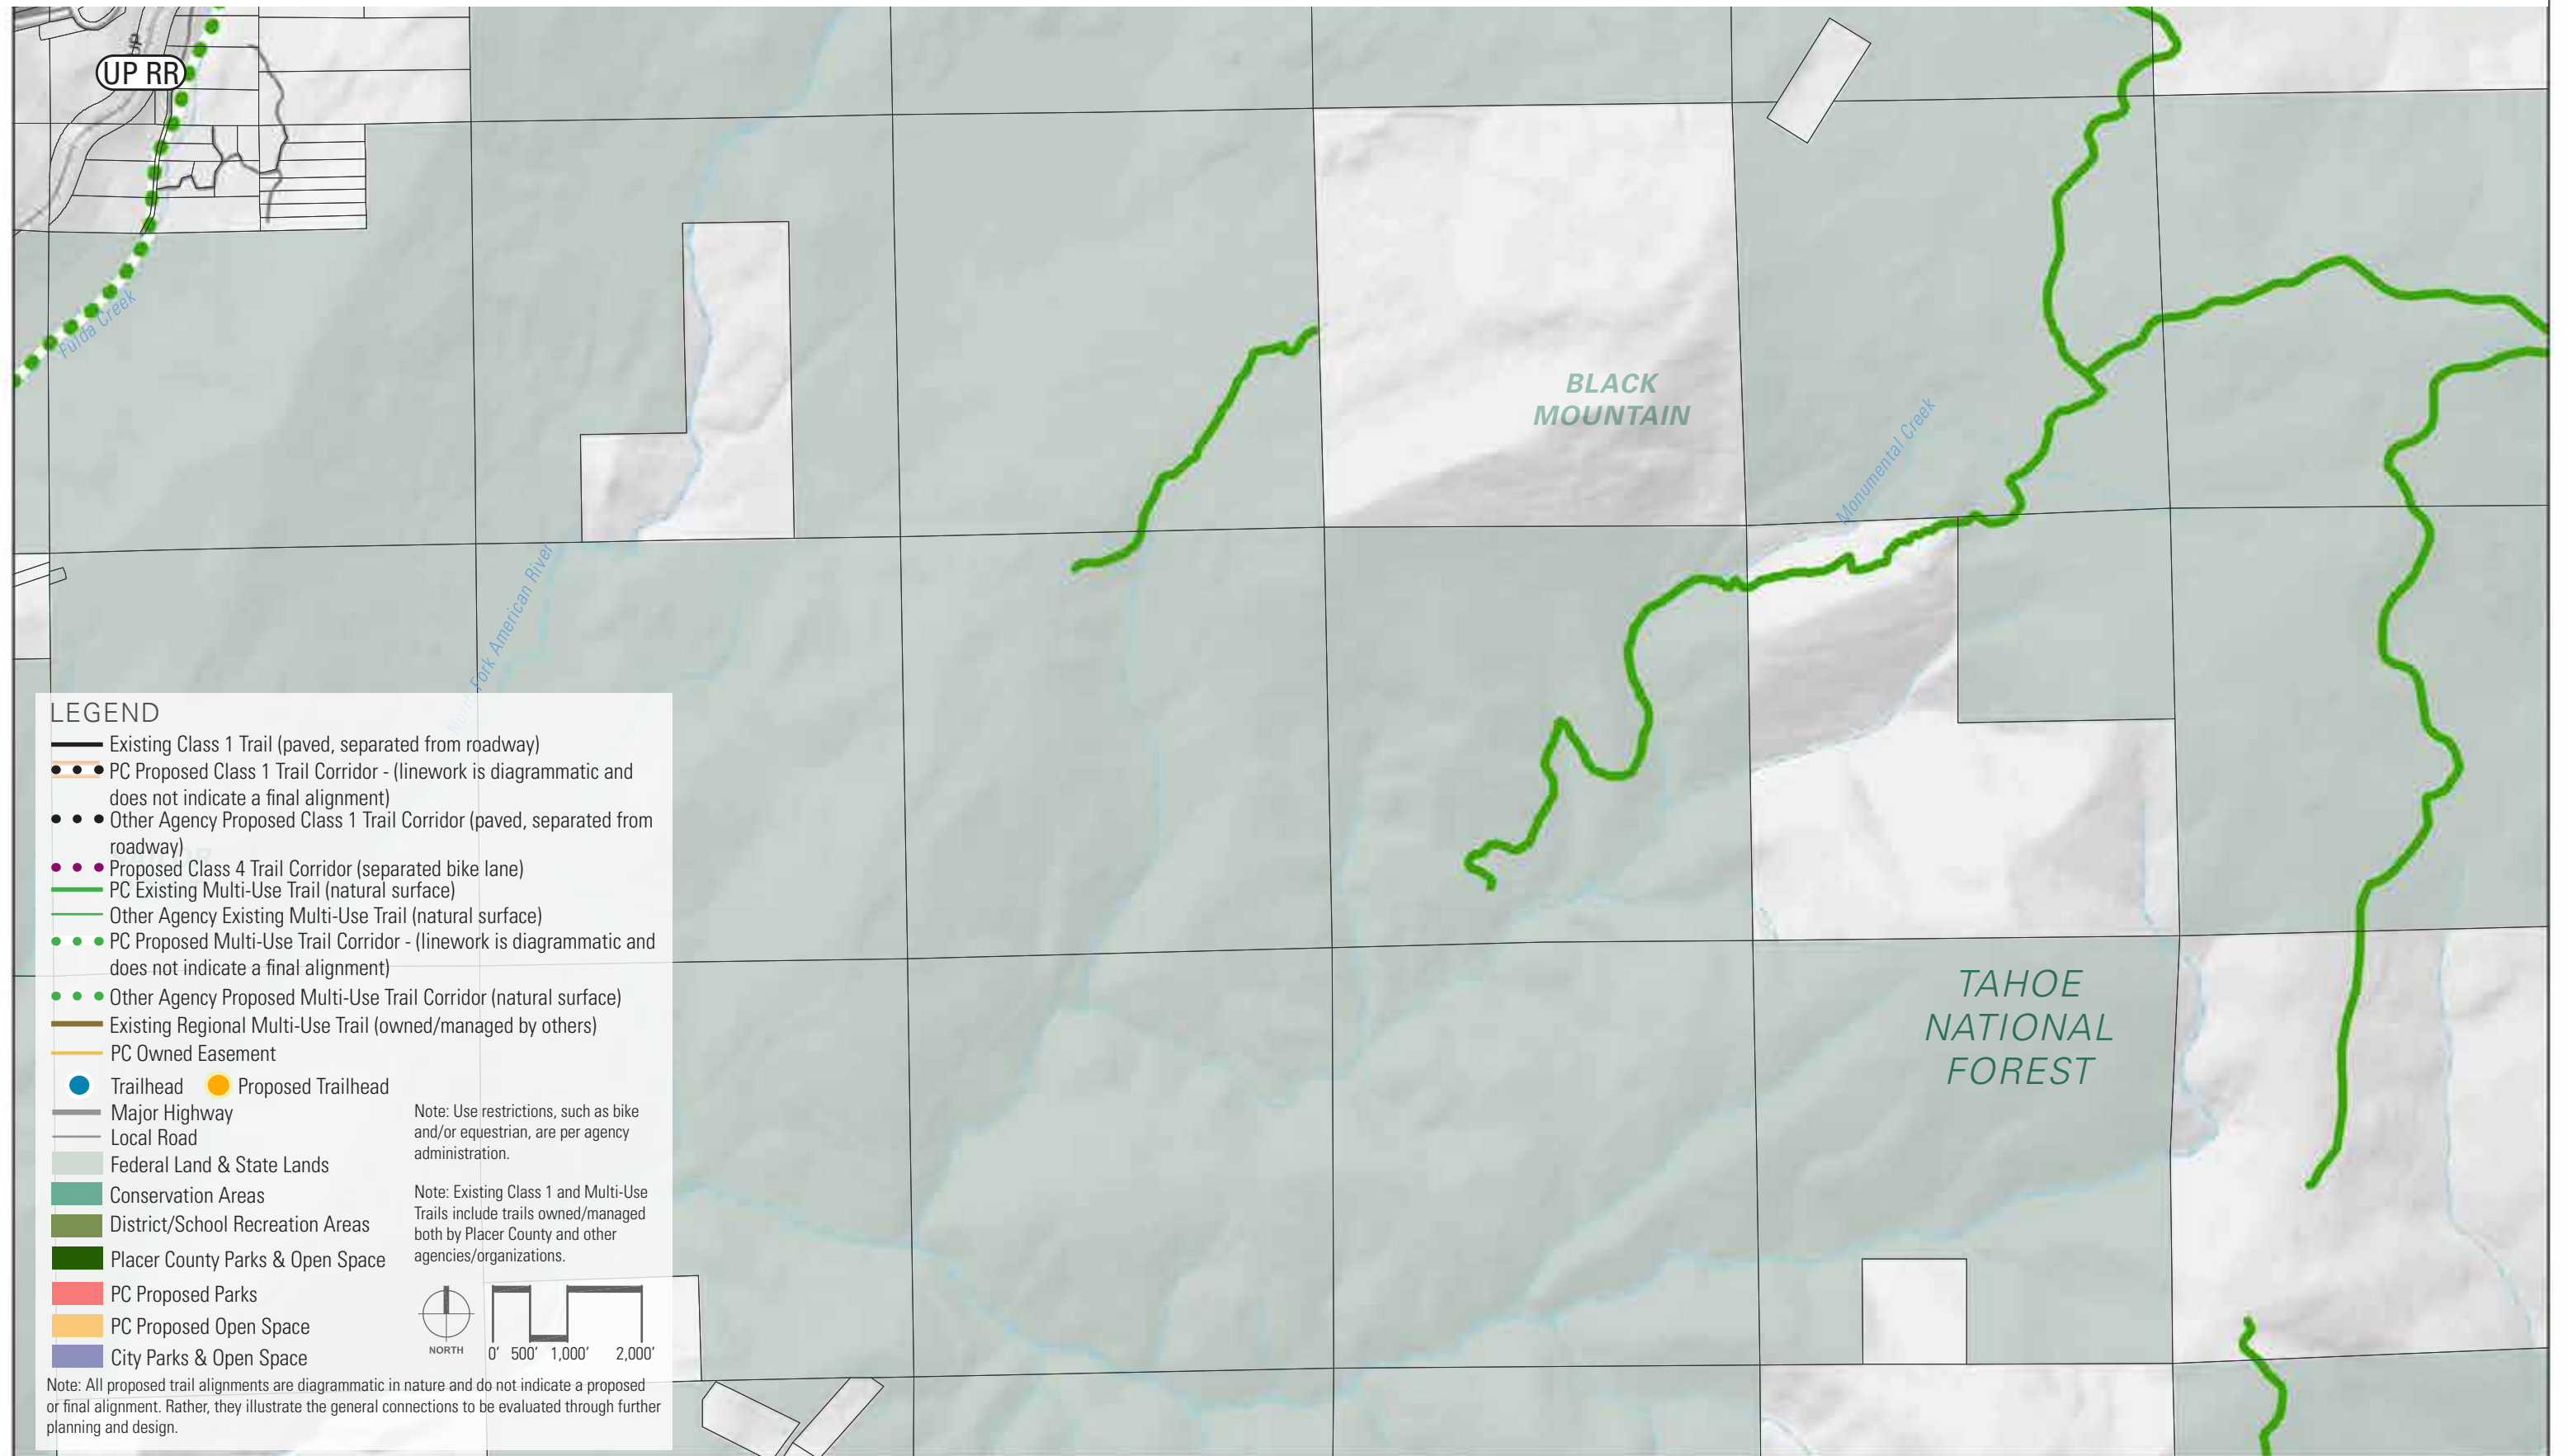 UP
UP RR
Fulda Creek
BLACK
MOUNTAIN
Monumental Creek
North Fork American River
TAHOE
NATIONAL
FOREST
LEGEND
Existing Class 1 Trail (paved, separated from roadway)
PC Proposed Class 1 Trail Corridor - (linework is diagrammatic and
does not indicate a final alignment)
Other Agency Proposed Class 1 Trail Corridor (paved, separated from
roadway)
Proposed Class 4 Trail Corridor (separated bike lane)
PC Existing Multi-Use Trail (natural surface)
Other Agency Existing Multi-Use Trail (natural surface)
PC Proposed Multi-Use Trail Corridor - (linework is diagrammatic and
does not indicate a final alignment)
Other Agency Proposed Multi-Use Trail Corridor (natural surface)
Existing Regional Multi-Use Trail (owned/managed by others)
PC Owned Easement
Trailhead Proposed Trailhead
Major Highway
Local Road
Federal Land & State Lands
Conservation Areas
District/School Recreation Areas
Placer County Parks & Open Space
PC Proposed Parks
PC Proposed Open Space
City Parks & Open Space
Note: Use restrictions, such as bike
and/or equestrian, are per agency
administration.
Note: Existing Class 1 and Multi-Use
Trails include trails owned/managed
both by Placer County and other
agencies/organizations.
NORTH
0' 500' 1,000' 2,000'
Note: All proposed trail alignments are diagrammatic in nature and do not indicate a proposed
or final alignment. Rather, they illustrate the general connections to be evaluated through further
planning and design.